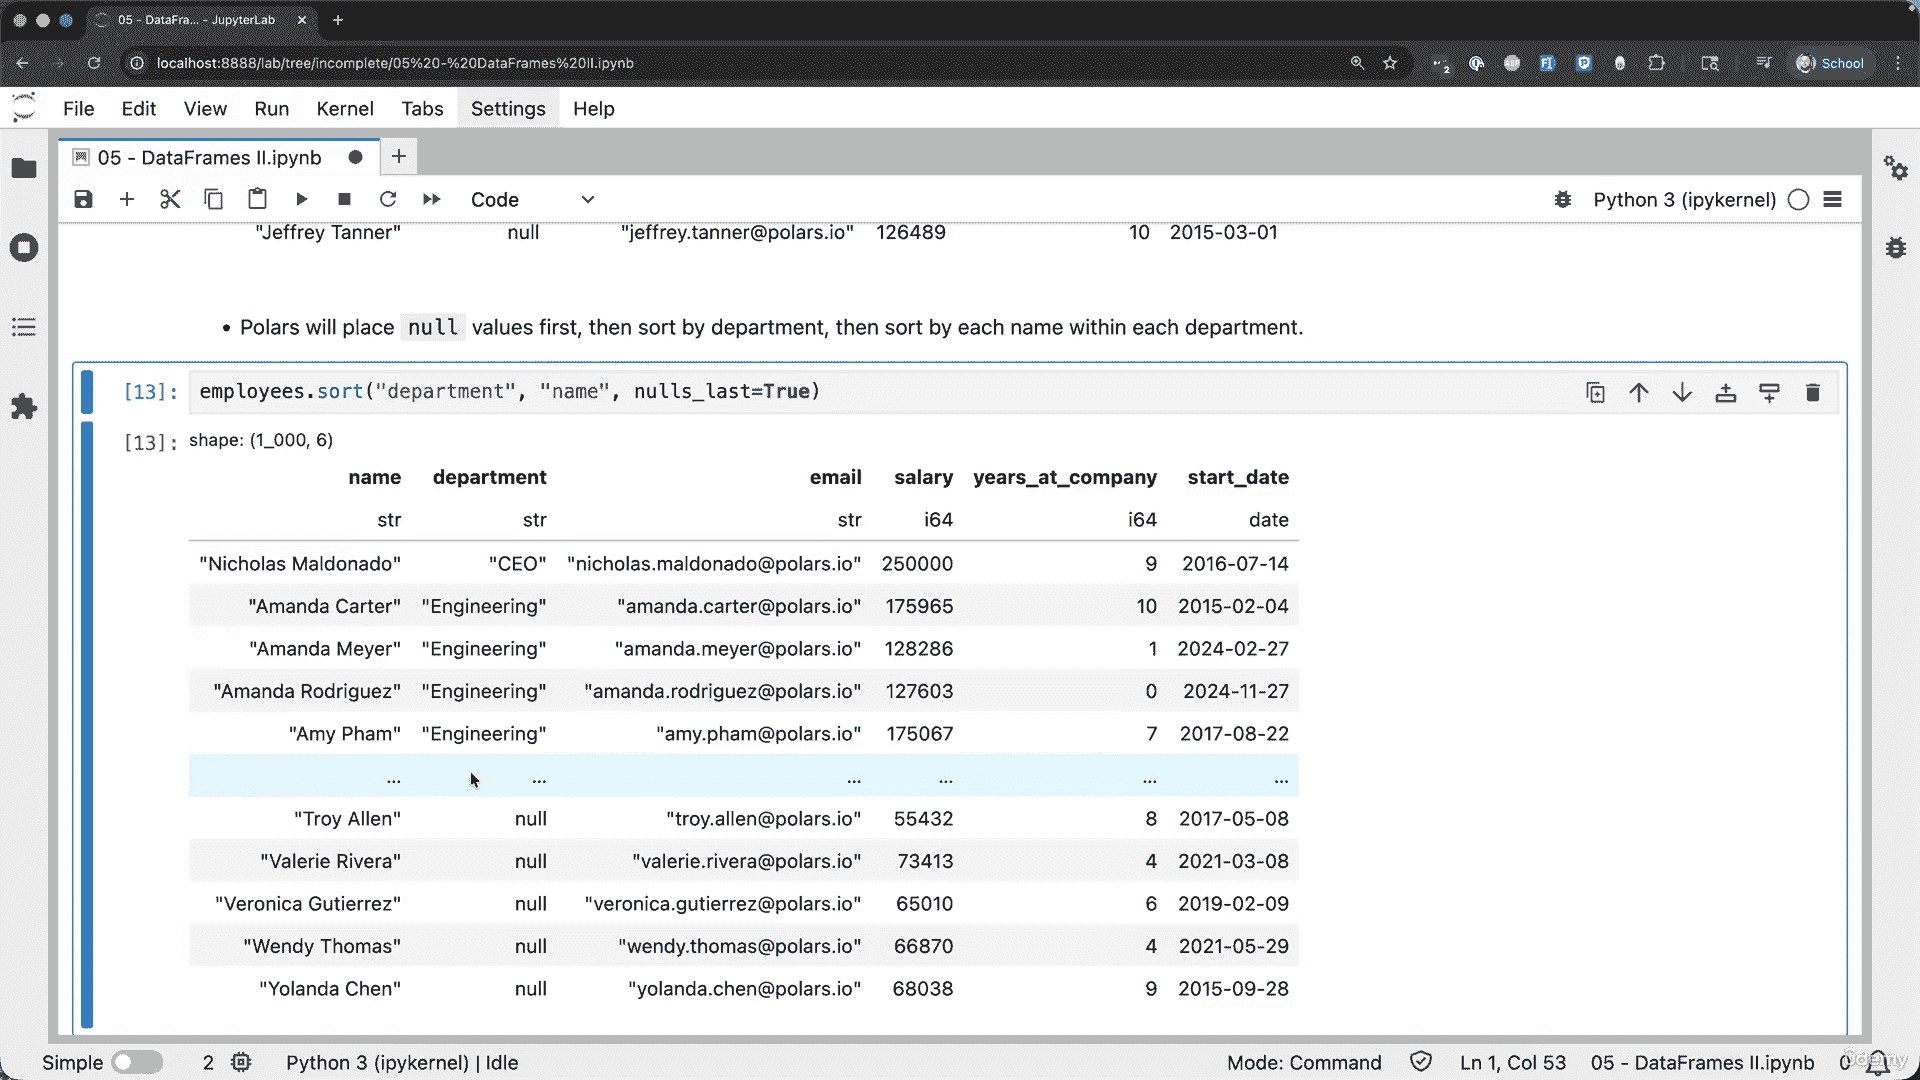 05 - DataFra... - JupyterLab
localhost:8888/lab/tree/incomplete/05%20-%20DataFrames%20II.ipynb
2
ABP
School
File Edit View Run Kernel Tabs Settings Help
05 - DataFrames II.ipynb
Code
Python 3 (ipykernel)
"Jeffrey Tanner" null "jeffrey.tanner@polars.io" 126489 10 2015-03-01
• Polars will place null values first, then sort by department, then sort by each name within each department.
[13]: employees.sort("department", "name", nulls_last=True)
[13]: shape: (1_000, 6)
name department email salary years_at_company start_date
str str str i64 i64 date
"Nicholas Maldonado" "CEO" "nicholas.maldonado@polars.io" 250000 9 2016-07-14
"Amanda Carter" "Engineering" "amanda.carter@polars.io" 175965 10 2015-02-04
"Amanda Meyer" "Engineering" "amanda.meyer@polars.io" 128286 1 2024-02-27
"Amanda Rodriguez" "Engineering" "amanda.rodriguez@polars.io" 127603 0 2024-11-27
"Amy Pham" "Engineering" "amy.pham@polars.io" 175067 7 2017-08-22
... ... ... ... ... ...
"Troy Allen" null "troy.allen@polars.io" 55432 8 2017-05-08
"Valerie Rivera" null "valerie.rivera@polars.io" 73413 4 2021-03-08
"Veronica Gutierrez" null "veronica.gutierrez@polars.io" 65010 6 2019-02-09
"Wendy Thomas" null "wendy.thomas@polars.io" 66870 4 2021-05-29
"Yolanda Chen" null "yolanda.chen@polars.io" 68038 9 2015-09-28
Simple 2 Python 3 (ipykernel) | Idle Mode: Command Ln 1, Col 53 05 - DataFrames II.ipynb 0
udemy